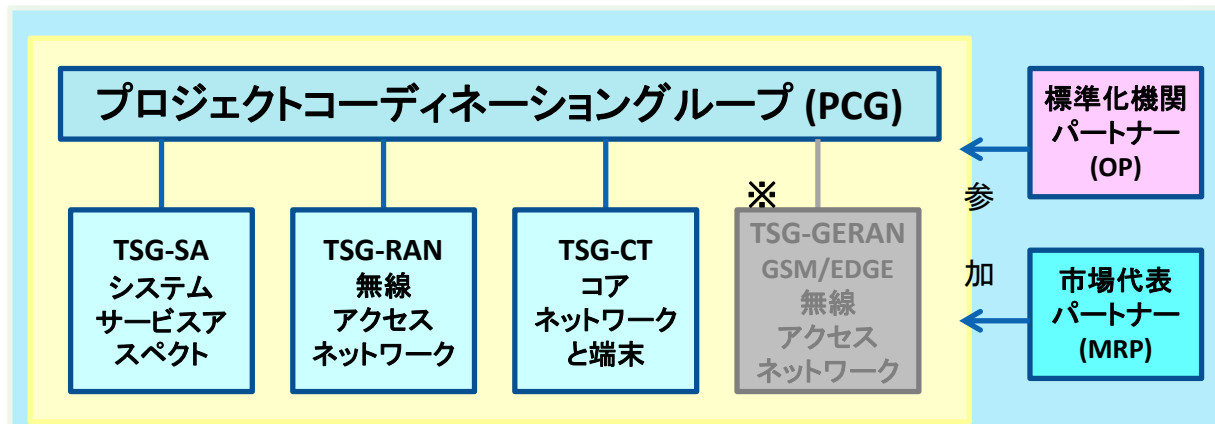 プロジェクトコーディネーショングループ (PCG)
※
TSG-SA
システム
サービスア
スペクト
TSG-RAN
無線
アクセス
ネットワーク
TSG-CT
コア
ネットワーク
と端末
TSG-GERAN
GSM/EDGE
無線
アクセス
ネットワーク
参
加
標準化機関
パートナー
(OP)
市場代表
パートナー
(MRP)